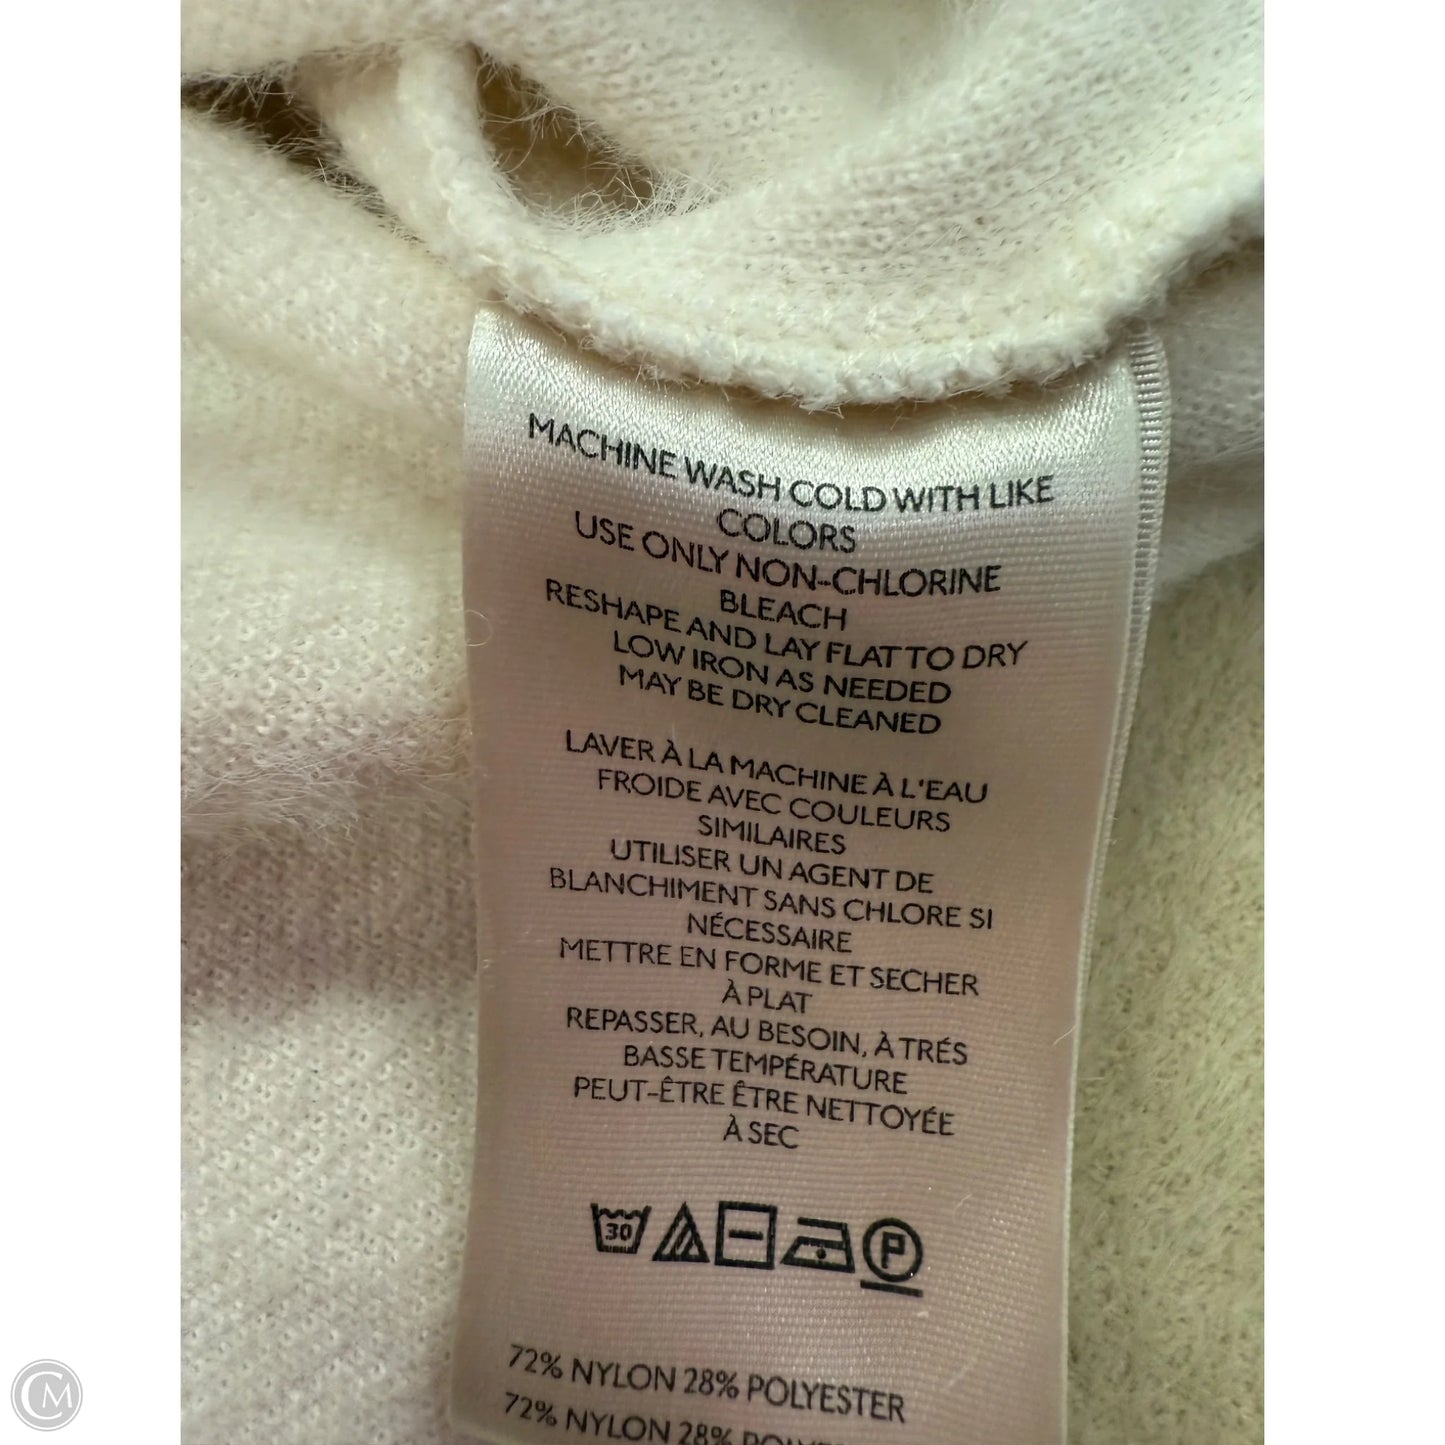 MACHINE WASH COLD WITH LIKE
COLORS
USE ONLY NON-CHLORINE
BLEACH
RESHAPE AND LAY FLAT TO DRY
LOW IRON AS NEEDED
MAY BE DRY CLEANED
LAVER À LA MACHINE À L'EAU
FROIDE AVEC COULEURS
SIMILAIRES
UTILISER UN AGENT DE
BLANCHIMENT SANS CHLORE SI
NÉCESSAIRE
METTRE EN FORME ET SECHER
À PLAT
REPASSER, AU BESOIN, À TRÉS
BASSE TEMPÉRATURE
PEUT-ÊTRE ÊTRE NETTOYÉE
À SEC
30 P
72% NYLON 28% POLYESTER
72% NYLON 28%
CM